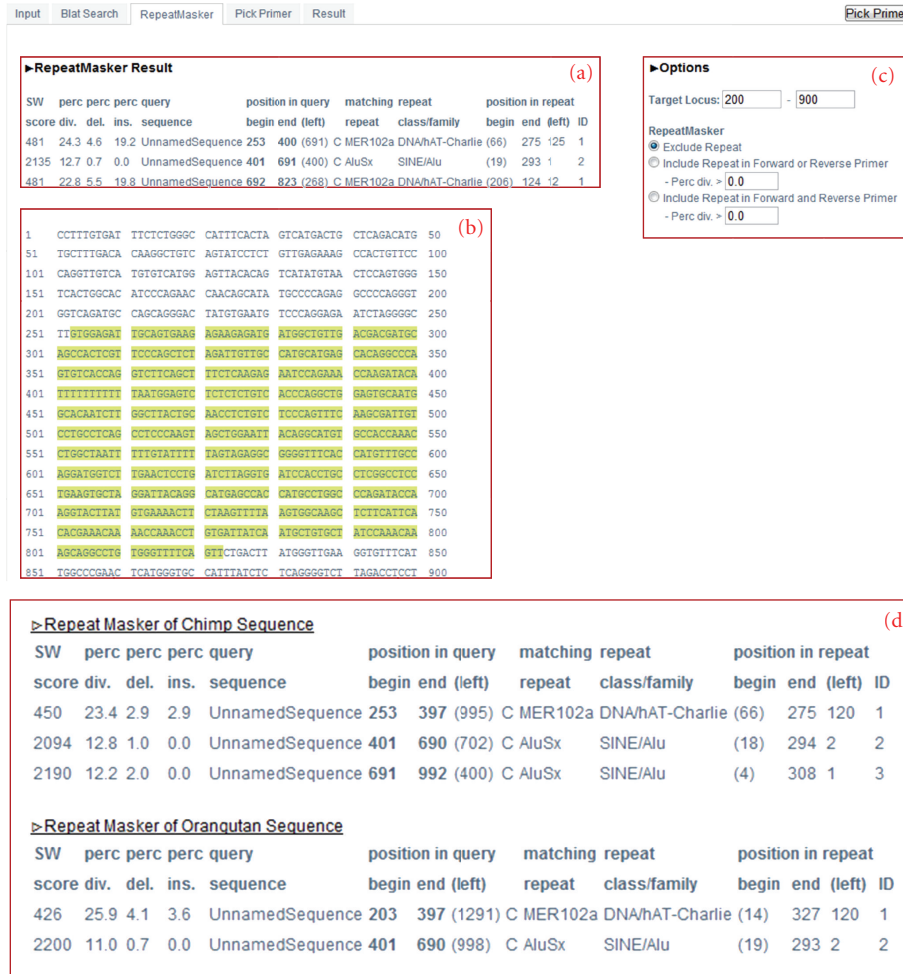 Input Blat Search RepeatMasker Pick Primer Result Pick Prime
▸RepeatMasker Result (a)
SW perc perc perc query position in query matching repeat position in repeat
score div. del. ins. sequence begin end (left) repeat class/family begin end (left) ID
481 24.3 4.6 19.2 UnnamedSequence 253 400 (691) C MER102a DNA/hAT-Charlie (66) 275 125 1
2135 12.7 0.7 0.0 UnnamedSequence 401 691 (400) C AluSx SINE/Alu (19) 293 1 2
481 22.8 5.5 19.8 UnnamedSequence 692 823 (268) C MER102a DNA/hAT-Charlie (206) 124 12 1
▸Options (c)
Target Locus: 200 - 900
RepeatMasker
Exclude Repeat
Include Repeat in Forward or Reverse Primer
- Perc div. > 0.0
Include Repeat in Forward and Reverse Primer
- Perc div. > 0.0
(b)
1 CCTTTGTGAT TTCTCTGGGC CATTTCACTA GTCATGACTG CTCAGACATG 50
51 TGCTTTGACA CAAGGCTGTC AGTATCCTCT GTTGAGAAAG CCACTGTTCC 100
101 CAGGTTGTCA TGTGTCATGG AGTTACACAG TCATATGTAA CTCCAGTGGG 150
151 TCACTGGCAC ATCCCAGAAC CAACAGCATA TGCCCCAGAG GCCCCAGGGT 200
201 GGTCAGATGC CCAGCAGGGAC TATGTGAATG TCCCAGGAGA ATCTAGGGGC 250
251 TTGTGGAGAT TGCAGTGAAG AGAAGAGATG ATGGCTGTTG ACGACGATGC 300
301 AGCCACTCGT TCCCAGCTCT AGATTGTTGC CATGCATGAG CACAGGCCCA 350
351 GTGTCACCAG GTCTTCAGCT TTCTCAAGAG AATCCAGAAA CCAAGATACA 400
401 TTTTTTTTTT TAATGGAGTC TCTCTCTGTC ACCCAGGCTG GAGTGCAATG 450
451 GCACAATCTT GGCTTACTGC AACCTCTGTC TCCCAGTTTC AAGCGATTGT 500
501 CCTGCCTCAG CCTCCCAAGT AGCTGGAATT ACAGGCATGT GCCACCAAAC 550
551 CTGGCTAATT TTTGTATTTT TAGTAGAGGC GGGGTTTCAC CATGTTTGCC 600
601 AGGATGGTCT TGAACTCCTG ATCTTAGGTG ATCCACCTGC CTCGGCCTCC 650
651 TGAAGTGCTA GGATTACAGG CATGAGCCAC CATGCCTGGC CCAGATACCA 700
701 AGGTACTTAT GTGAAAACTT CTAAGTTTTA AGTGGCAAGC TCTTCATTCA 750
751 CACGAAACAA AACCAAACCT GTGATTATCA ATGCTGTGCT ATCCAAACAA 800
801 AGCAGGCCTG TGGGTTTTCA GTTCTGACTT ATGGGTTGAA GGTGTTTCAT 850
851 TGGCCCGAAC TCATGGGTGC CATTTATCTC TCAGGGGTCT TAGACCTCCT 900
(d
▹Repeat Masker of Chimp Sequence
SW perc perc perc query position in query matching repeat position in repeat
score div. del. ins. sequence begin end (left) repeat class/family begin end (left) ID
450 23.4 2.9 2.9 UnnamedSequence 253 397 (995) C MER102a DNA/hAT-Charlie (66) 275 120 1
2094 12.8 1.0 0.0 UnnamedSequence 401 690 (702) C AluSx SINE/Alu (18) 294 2 2
2190 12.2 2.0 0.0 UnnamedSequence 691 992 (400) C AluSx SINE/Alu (4) 308 1 3
▹Repeat Masker of Orangutan Sequence
SW perc perc perc query position in query matching repeat position in repeat
score div. del. ins. sequence begin end (left) repeat class/family begin end (left) ID
426 25.9 4.1 3.6 UnnamedSequence 203 397 (1291) C MER102a DNA/hAT-Charlie (14) 327 120 1
2200 11.0 0.7 0.0 UnnamedSequence 401 690 (998) C AluSx SINE/Alu (19) 293 2 2